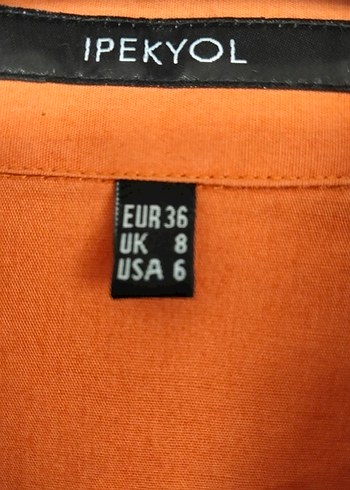 IPEKYOL
EUR 36
UK 8
USA 6